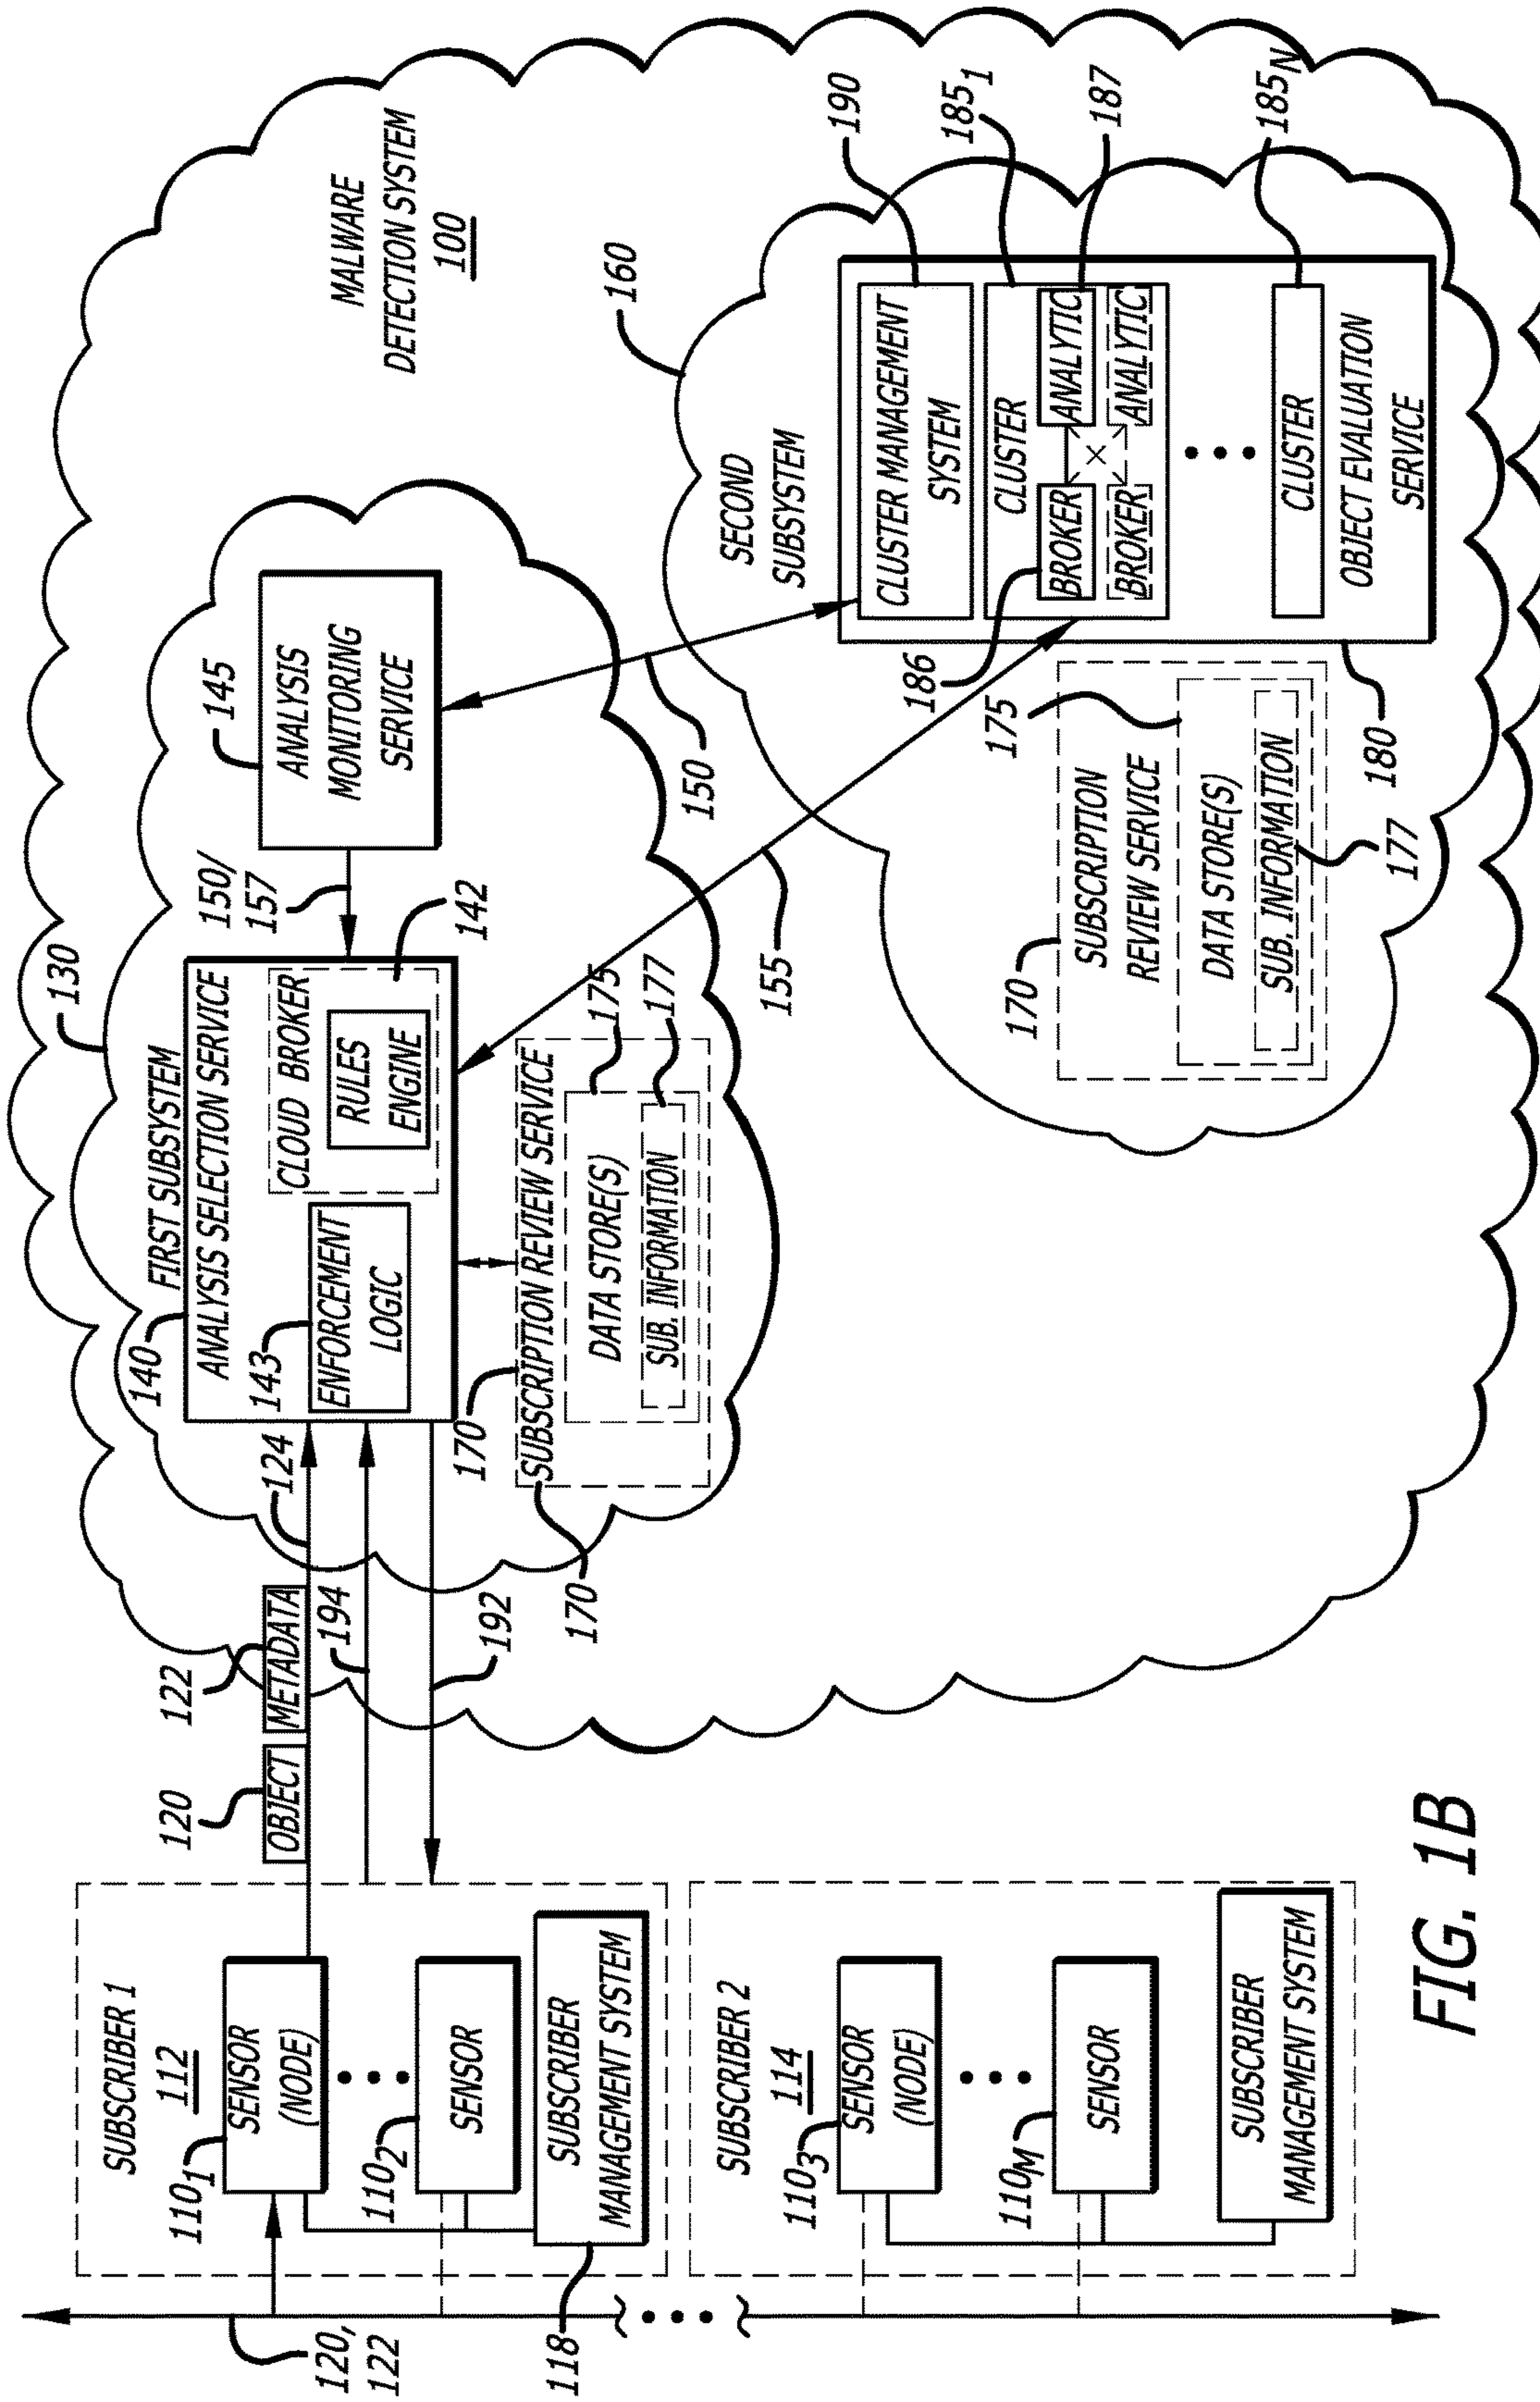 MALWARE
DETECTION SYSTEM
100
130
FIRST SUBSYSTEM
140
ANALYSIS SELECTION SERVICE
143
ENFORCEMENT
LOGIC
CLOUD BROKER
RULES
ENGINE
142
150/
157
145
ANALYSIS
MONITORING
SERVICE
124
194
192
122
METADATA
120
OBJECT
170
SUBSCRIPTION REVIEW SERVICE
170
DATA STORE(S)
175
SUB. INFORMATION
177
155
150
160
SECOND
SUBSYSTEM
CLUSTER MANAGEMENT
SYSTEM
190
CLUSTER
185₁
186
BROKER
ANALYTIC
187
BROKER
ANALYTIC
CLUSTER
185N
OBJECT EVALUATION
SERVICE
180
170
SUBSCRIPTION
REVIEW SERVICE
175
DATA STORE(S)
SUB. INFORMATION
177
SUBSCRIBER 1
112
110₁
SENSOR
(NODE)
110₂
SENSOR
SUBSCRIBER
MANAGEMENT SYSTEM
118
120,
122
SUBSCRIBER 2
114
110₃
SENSOR
(NODE)
110M
SENSOR
SUBSCRIBER
MANAGEMENT SYSTEM
FIG. 1B